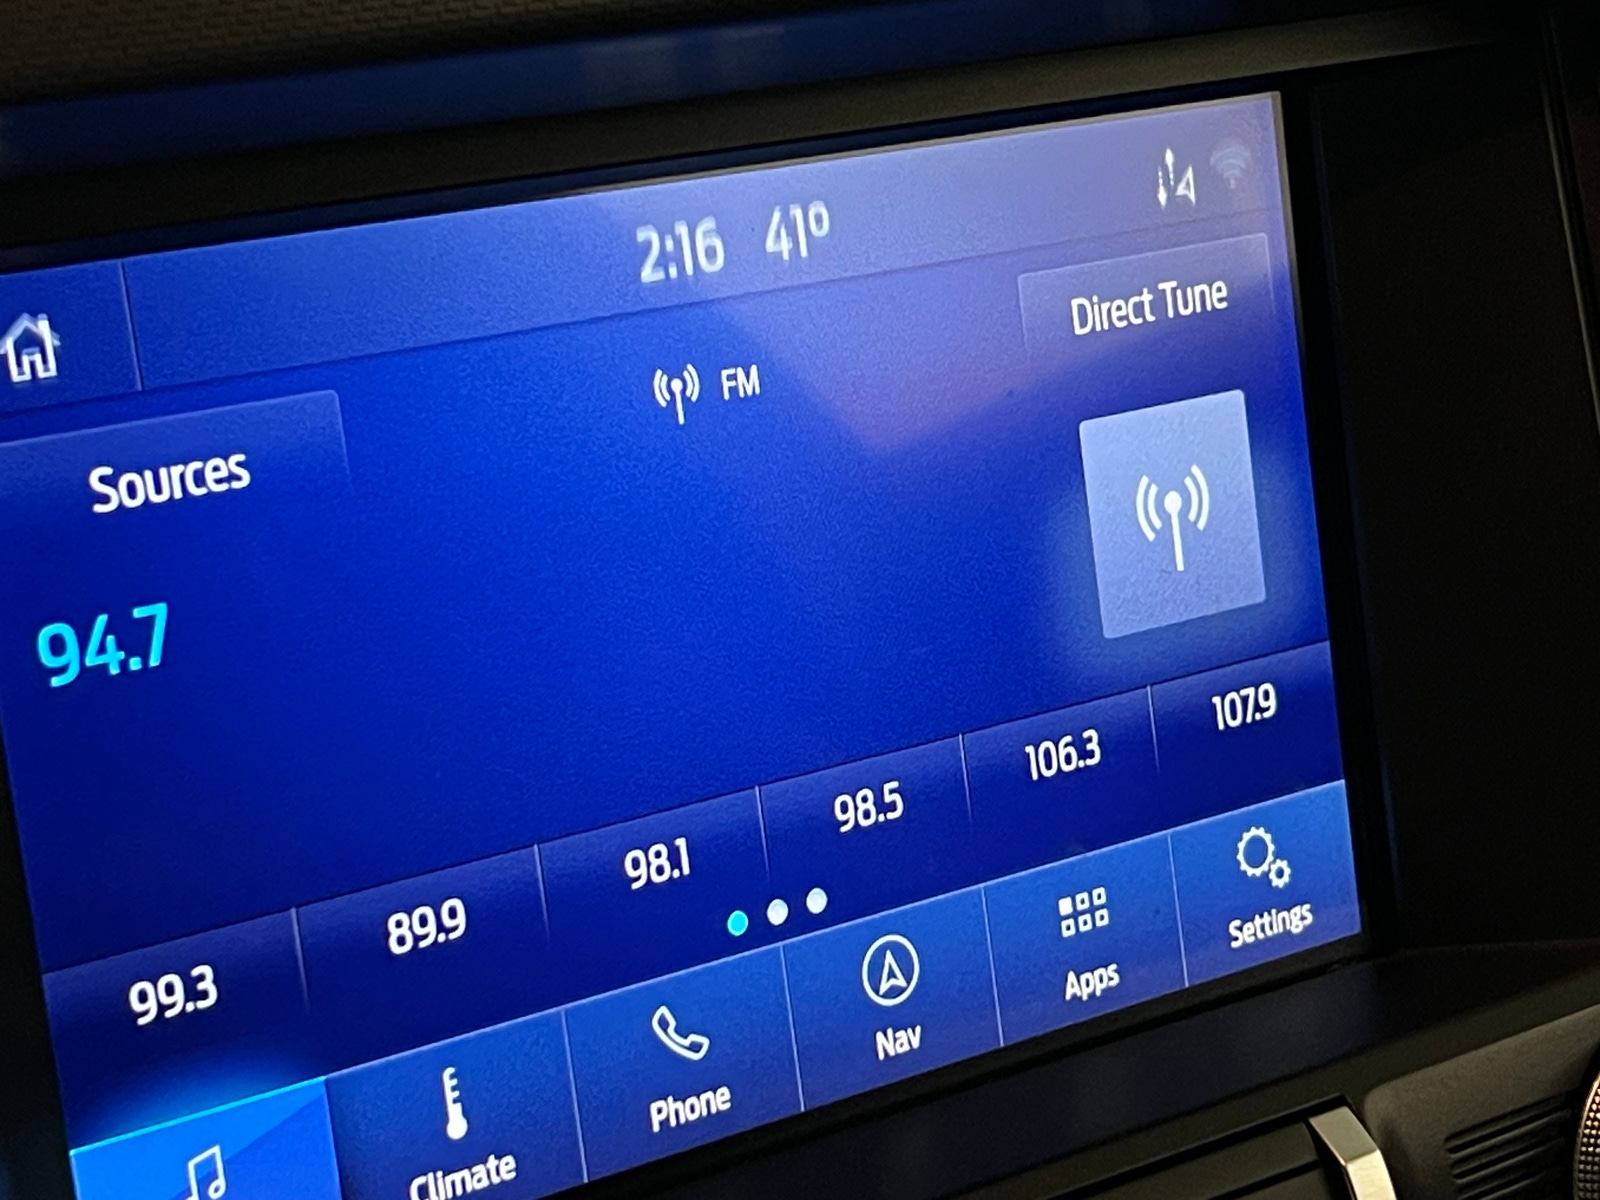 2:16 41°
Direct Tune
FM
Sources
94.7
99.3 89.9 98.1 98.5 106.3 107.9
Climate Phone Nav Apps Settings